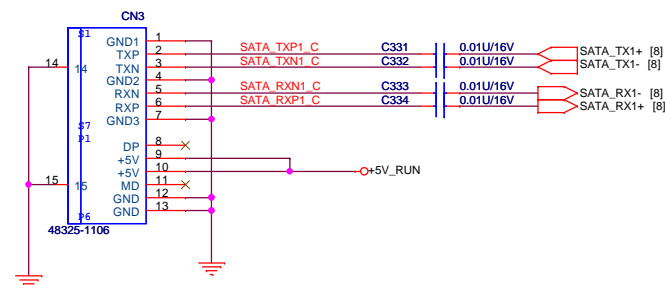 CN3
S1
GND1 1
TXP 2 SATA_TXP1_C C331 0.01U/16V SATA_TX1+ [8]
14 14 TXN 3 SATA_TXN1_C C332 0.01U/16V SATA_TX1- [8]
GND2 4
RXN 5 SATA_RXN1_C C333 0.01U/16V SATA_RX1- [8]
RXP 6 SATA_RXP1_C C334 0.01U/16V SATA_RX1+ [8]
GND3 7
S7
P1
DP 8
+5V 9
+5V 10 +5V_RUN
15 15 MD 11
GND 12
GND 13
P6
48325-1106